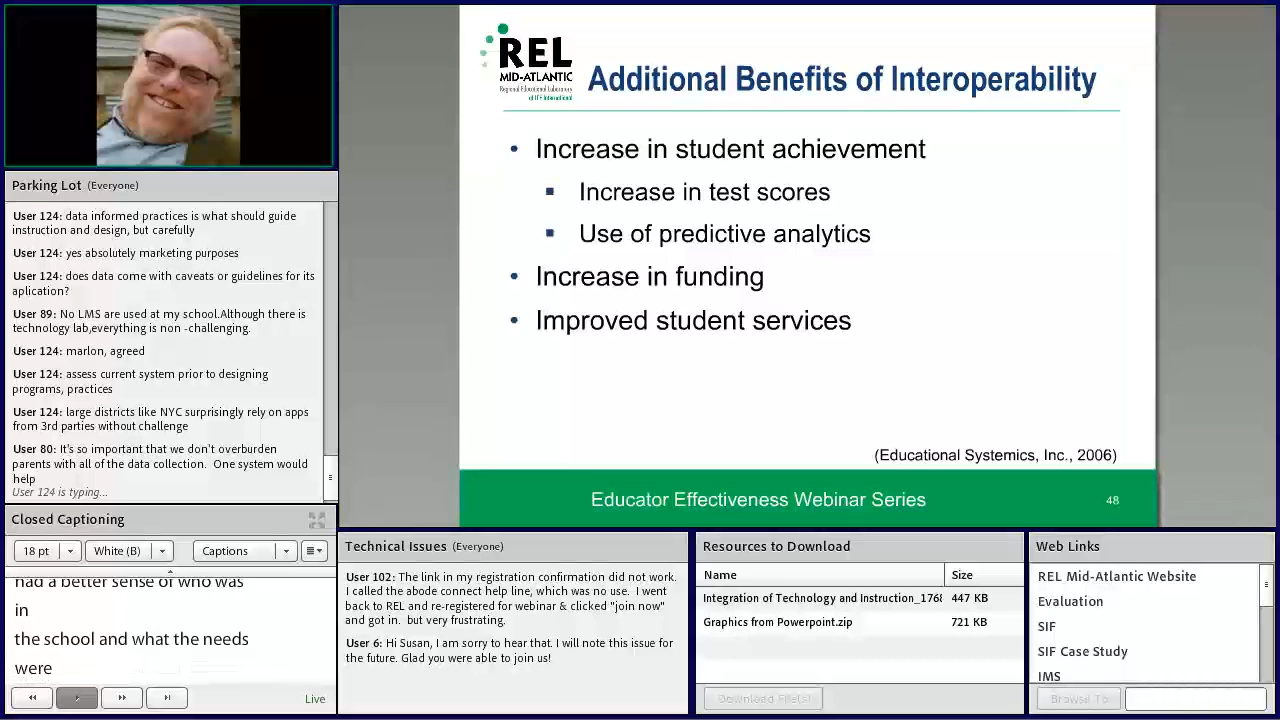 REL
MID-ATLANTIC
Regional Educational Laboratory
at ICF International
Additional Benefits of Interoperability
• Increase in student achievement
▪ Increase in test scores
▪ Use of predictive analytics
• Increase in funding
• Improved student services
(Educational Systemics, Inc., 2006)
Educator Effectiveness Webinar Series
48
Parking Lot (Everyone)
User 124: data informed practices is what should guide
instruction and design, but carefully
User 124: yes absolutely marketing purposes
User 124: does data come with caveats or guidelines for its
aplication?
User 89: No LMS are used at my school.Although there is
technology lab,everything is non -challenging.
User 124: marlon, agreed
User 124: assess current system prior to designing
programs, practices
User 124: large districts like NYC surprisingly rely on apps
from 3rd parties without challenge
User 80: It's so important that we don't overburden
parents with all of the data collection. One system would
help
User 124 is typing...
Closed Captioning
18 pt
White (B)
Captions
had a better sense of who was
in
the school and what the needs
were
Live
Technical Issues (Everyone)
User 102: The link in my registration confirmation did not work.
I called the abode connect help line, which was no use. I went
back to REL and re-registered for webinar & clicked "join now"
and got in. but very frustrating.
User 6: Hi Susan, I am sorry to hear that. I will note this issue for
the future. Glad you were able to join us!
Resources to Download
Name Size
Integration of Technology and Instruction_1768 447 KB
Graphics from Powerpoint.zip 721 KB
Download File(s)
Web Links
REL Mid-Atlantic Website
Evaluation
SIF
SIF Case Study
IMS
Browse To